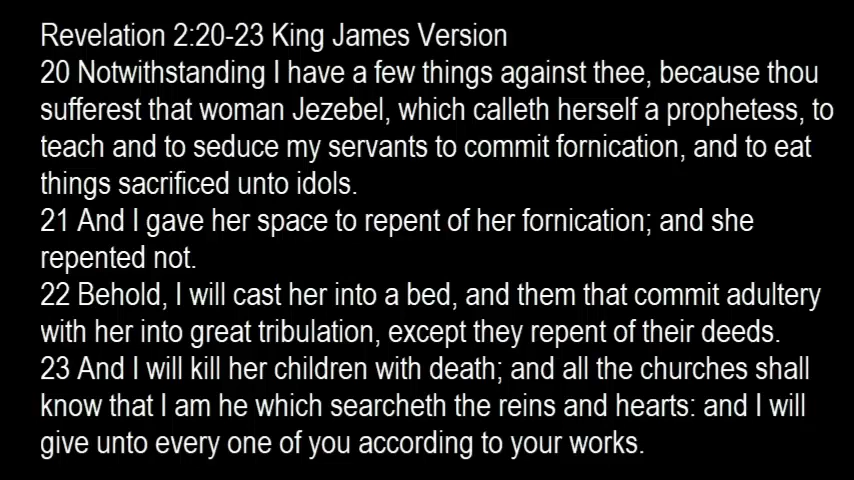 Revelation 2:20-23 King James Version
20 Notwithstanding I have a few things against thee, because thou
sufferest that woman Jezebel, which calleth herself a prophetess, to
teach and to seduce my servants to commit fornication, and to eat
things sacrificed unto idols.
21 And I gave her space to repent of her fornication; and she
repented not.
22 Behold, I will cast her into a bed, and them that commit adultery
with her into great tribulation, except they repent of their deeds.
23 And I will kill her children with death; and all the churches shall
know that I am he which searcheth the reins and hearts: and I will
give unto every one of you according to your works.